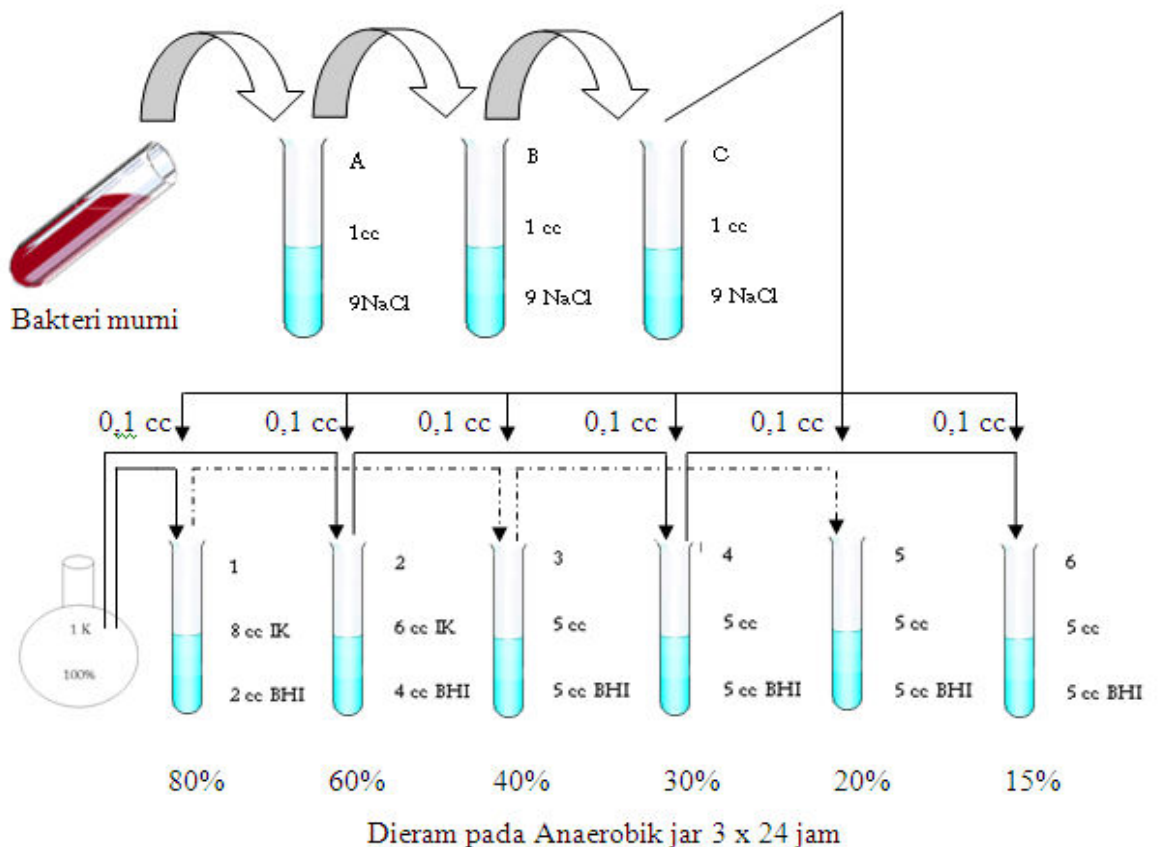 A B C
1cc 1 cc 1 cc
9NaCl 9 NaCl 9 NaCl
Bakteri murni
0,1 cc 0,1 cc 0,1 cc 0,1 cc 0,1 cc 0,1 cc
1 2 3 4 5 6
1 K 8 cc IK 6 cc IK 5 cc 5 cc 5 cc 5 cc
100% 2 cc BHI 4 cc BHI 5 cc BHI 5 cc BHI 5 cc BHI 5 cc BHI
80% 60% 40% 30% 20% 15%
Dieram pada Anaerobik jar 3 x 24 jam